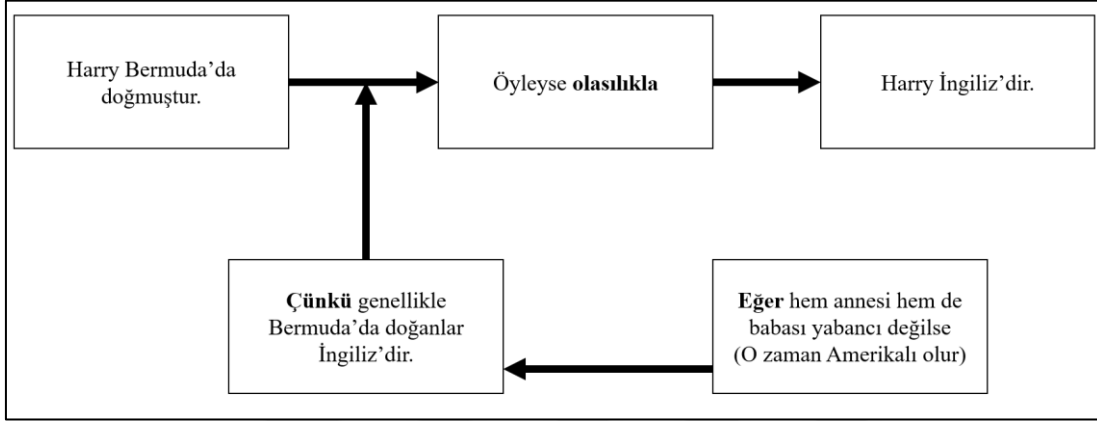 Harry Bermuda’da
doğmuştur.
Öyleyse olasılıkla
Harry İngiliz’dir.
Çünkü genellikle
Bermuda’da doğanlar
İngiliz’dir.
Eğer hem annesi hem de
babası yabancı değilse
(O zaman Amerikalı olur)